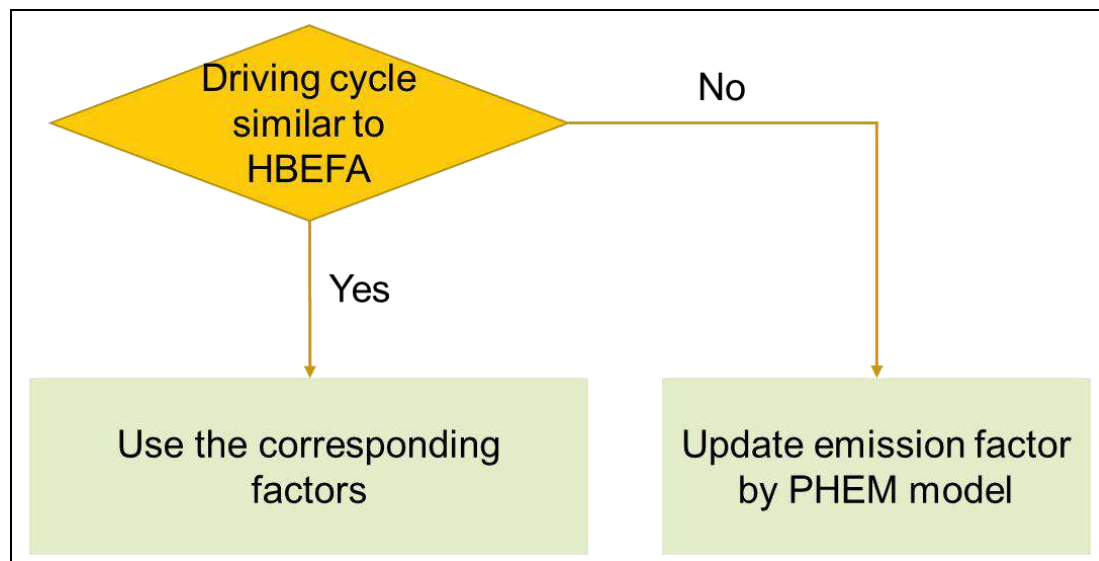 Driving cycle
similar to
HBEFA
No
Yes
Use the corresponding
factors
Update emission factor
by PHEM model